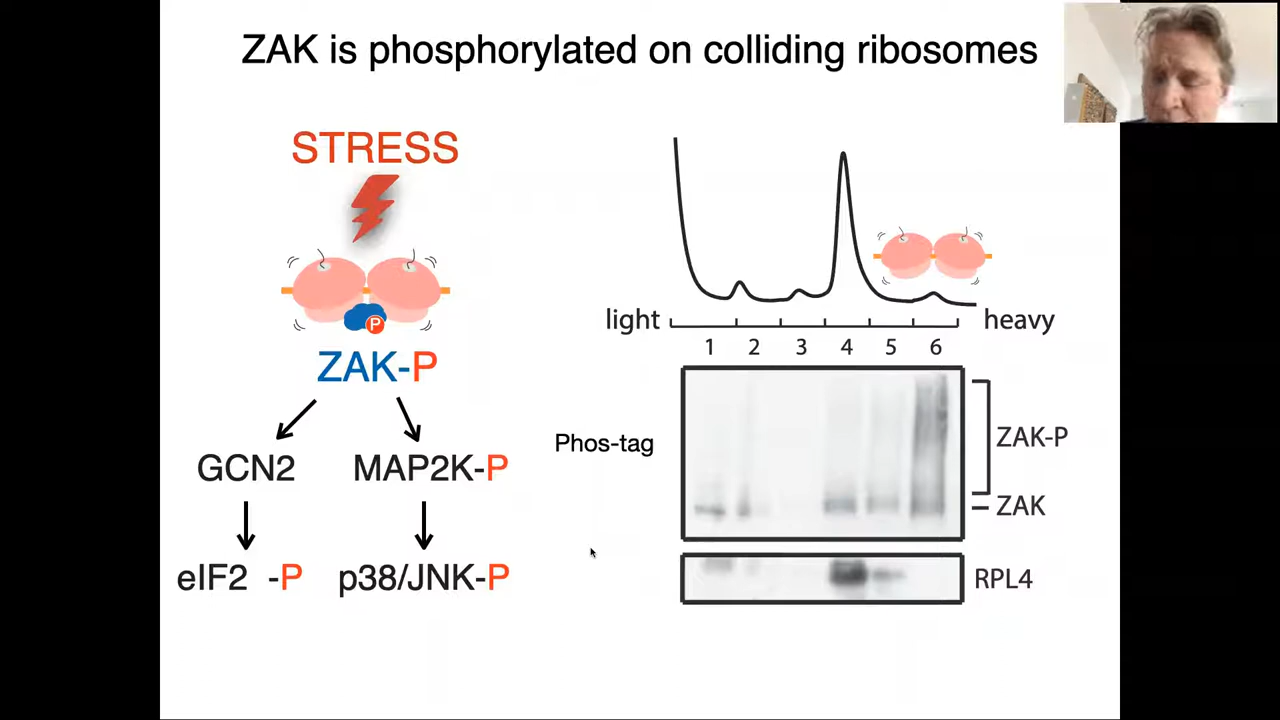 ZAK is phosphorylated on colliding ribosomes
STRESS
P
ZAK-P
GCN2 MAP2K-P
eIF2 -P p38/JNK-P
light heavy
1 2 3 4 5 6
Phos-tag
ZAK-P
ZAK
RPL4